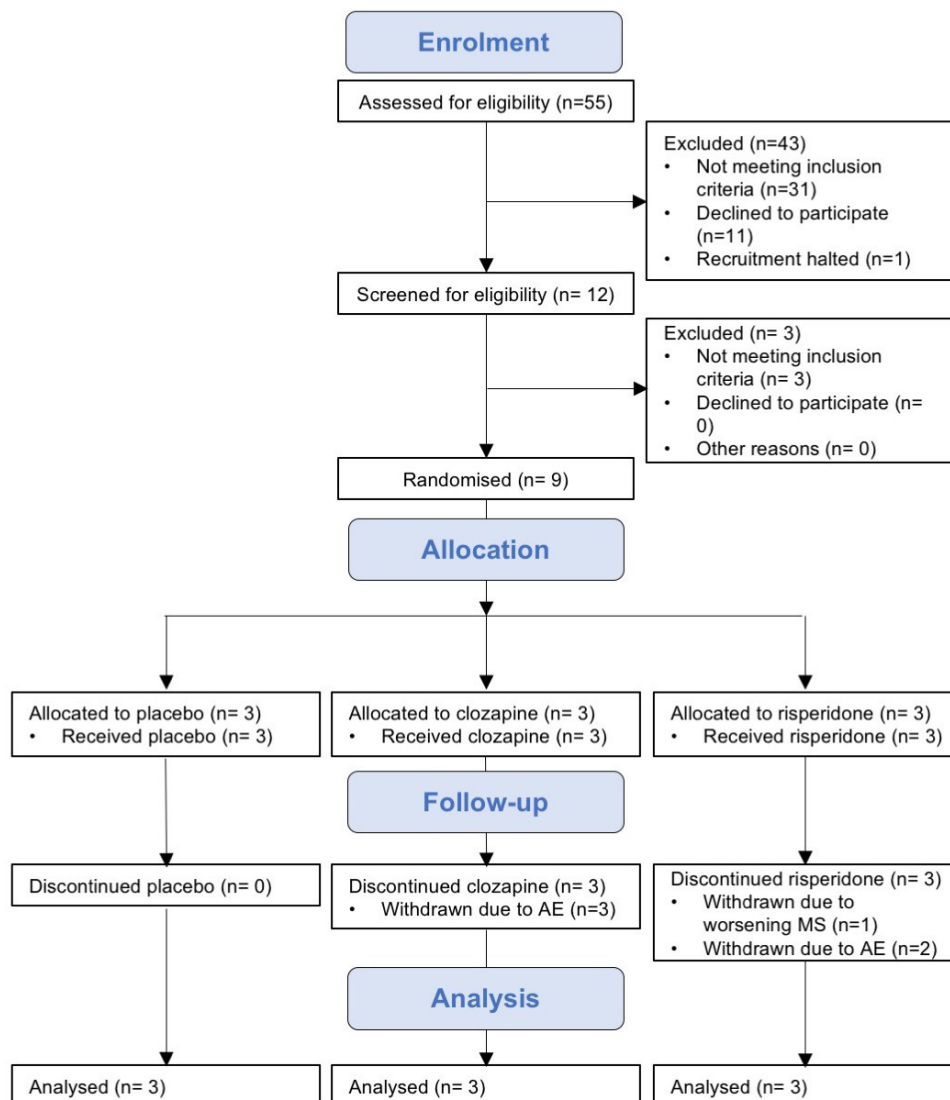 Enrolment
Assessed for eligibility (n=55)
Excluded (n=43)
• Not meeting inclusion
criteria (n=31)
• Declined to participate
(n=11)
• Recruitment halted (n=1)
Screened for eligibility (n= 12)
Excluded (n= 3)
• Not meeting inclusion
criteria (n= 3)
• Declined to participate (n=
0)
• Other reasons (n= 0)
Randomised (n= 9)
Allocation
Allocated to placebo (n= 3)
• Received placebo (n= 3)
Allocated to clozapine (n= 3)
• Received clozapine (n= 3)
Allocated to risperidone (n= 3)
• Received risperidone (n= 3)
Follow-up
Discontinued placebo (n= 0)
Discontinued clozapine (n= 3)
• Withdrawn due to AE (n=3)
Discontinued risperidone (n= 3)
• Withdrawn due to
worsening MS (n=1)
• Withdrawn due to AE (n=2)
Analysis
Analysed (n= 3)
Analysed (n= 3)
Analysed (n= 3)